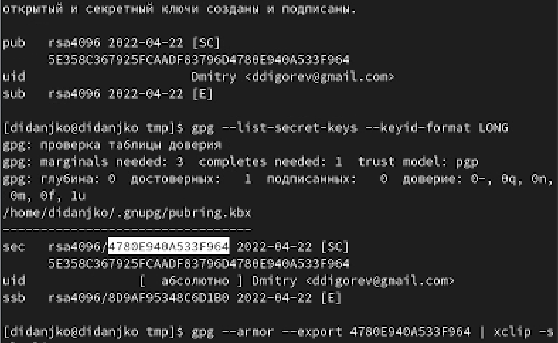 открытый и секретный ключи созданы и подписаны.
pub rsa4096 2022-04-22 [SC]
5E358C367925FCAADF83796D4780E940A533F964
uid Dmitry <ddigorev@gmail.com>
sub rsa4096 2022-04-22 [E]
[didanjko@didanjko tmp]$ gpg --list-secret-keys --keyid-format LONG
gpg: проверка таблицы доверия
gpg: marginals needed: 3 completes needed: 1 trust model: pgp
gpg: глубина: 0 достоверных: 1 подписанных: 0 доверие: 0-, 0q, 0n,
0m, 0f, 1u
/home/didanjko/.gnupg/pubring.kbx
---------------------------------
sec rsa4096/4780E940A533F964 2022-04-22 [SC]
5E358C367925FCAADF83796D4780E940A533F964
uid [ абсолютно ] Dmitry <ddigorev@gmail.com>
ssb rsa4096/8D9AF95348C6D1B0 2022-04-22 [E]
[didanjko@didanjko tmp]$ gpg --armor --export 4780E940A533F964 | xclip -s